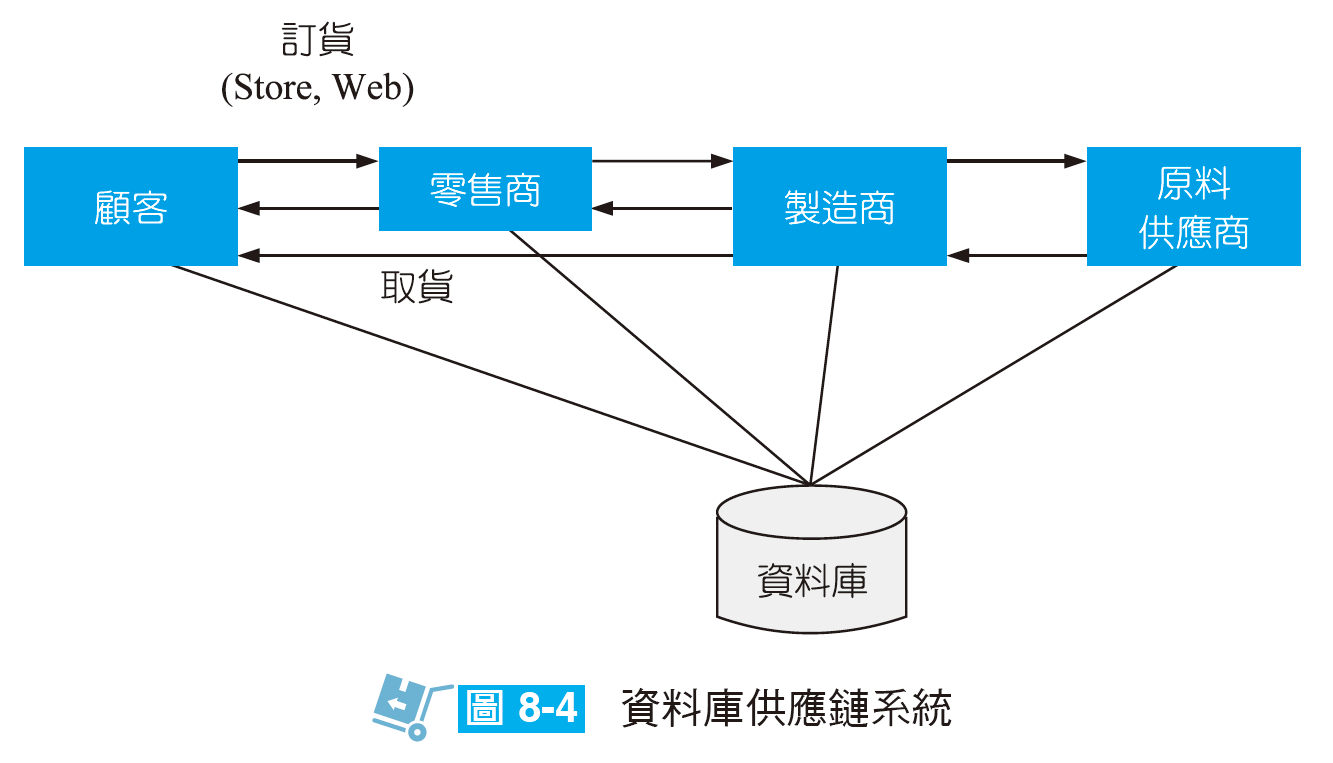 訂貨
(Store, Web)
顧客
零售商
製造商
原料
供應商
取貨
資料庫
圖 8-4 資料庫供應鏈系統